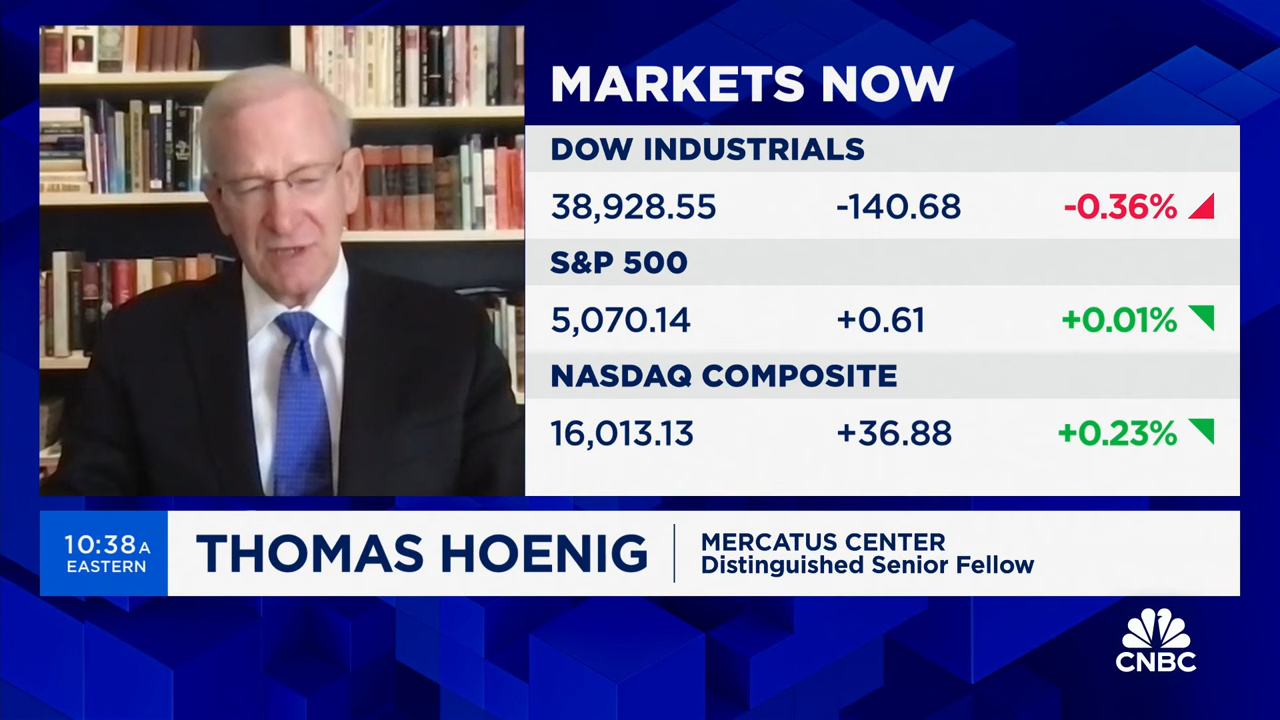 MARKETS NOW
DOW INDUSTRIALS
38,928.55 -140.68 -0.36%
S&P 500
5,070.14 +0.61 +0.01%
NASDAQ COMPOSITE
16,013.13 +36.88 +0.23%
10:38 A
EASTERN
THOMAS HOENIG
MERCATUS CENTER
Distinguished Senior Fellow
CNBC